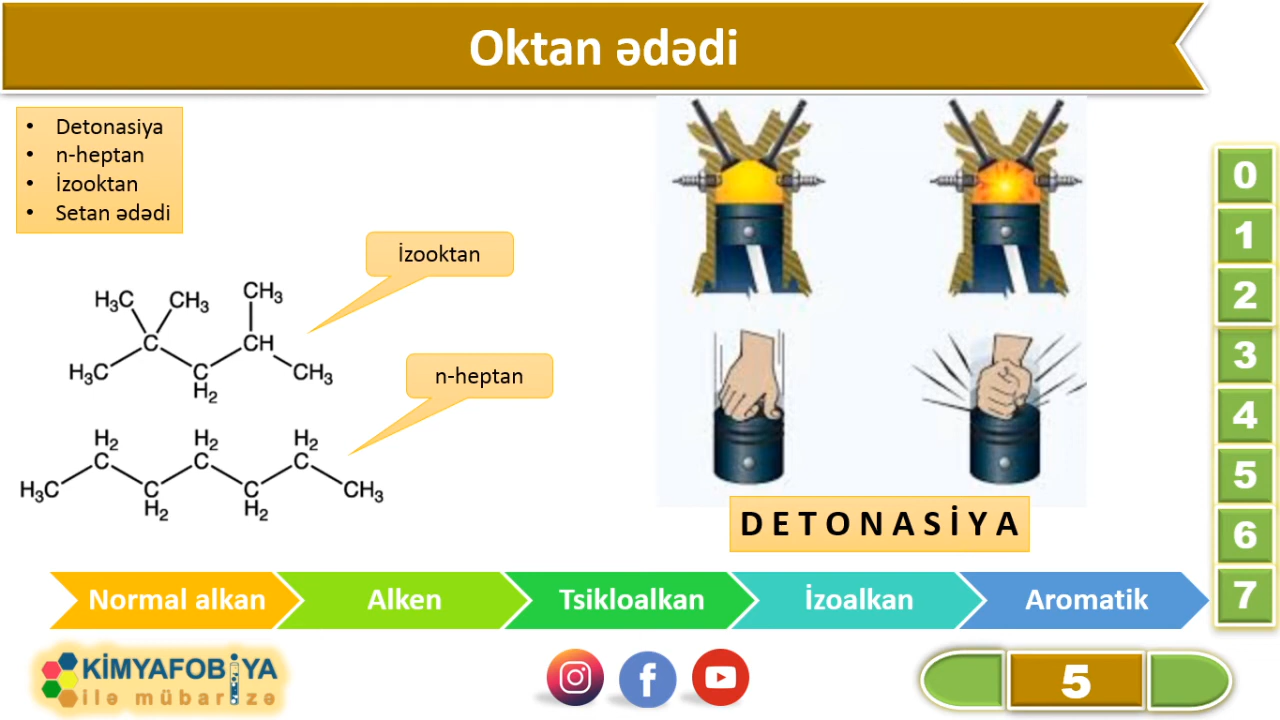 Oktan ədədi
• Detonasiya
• n-heptan
• İzooktan
• Setan ədədi
İzooktan
H₃C CH₃ CH₃
C CH
H₃C C CH₃
H₂
n-heptan
H₂ H₂ H₂
C C C
H₃C C C CH₃
H₂ H₂
DETONASİYA
0
1
2
3
4
5
6
7
Normal alkan Alken Tsikloalkan İzoalkan Aromatik
KİMYAFOBİYA
ilə mübarizə
5